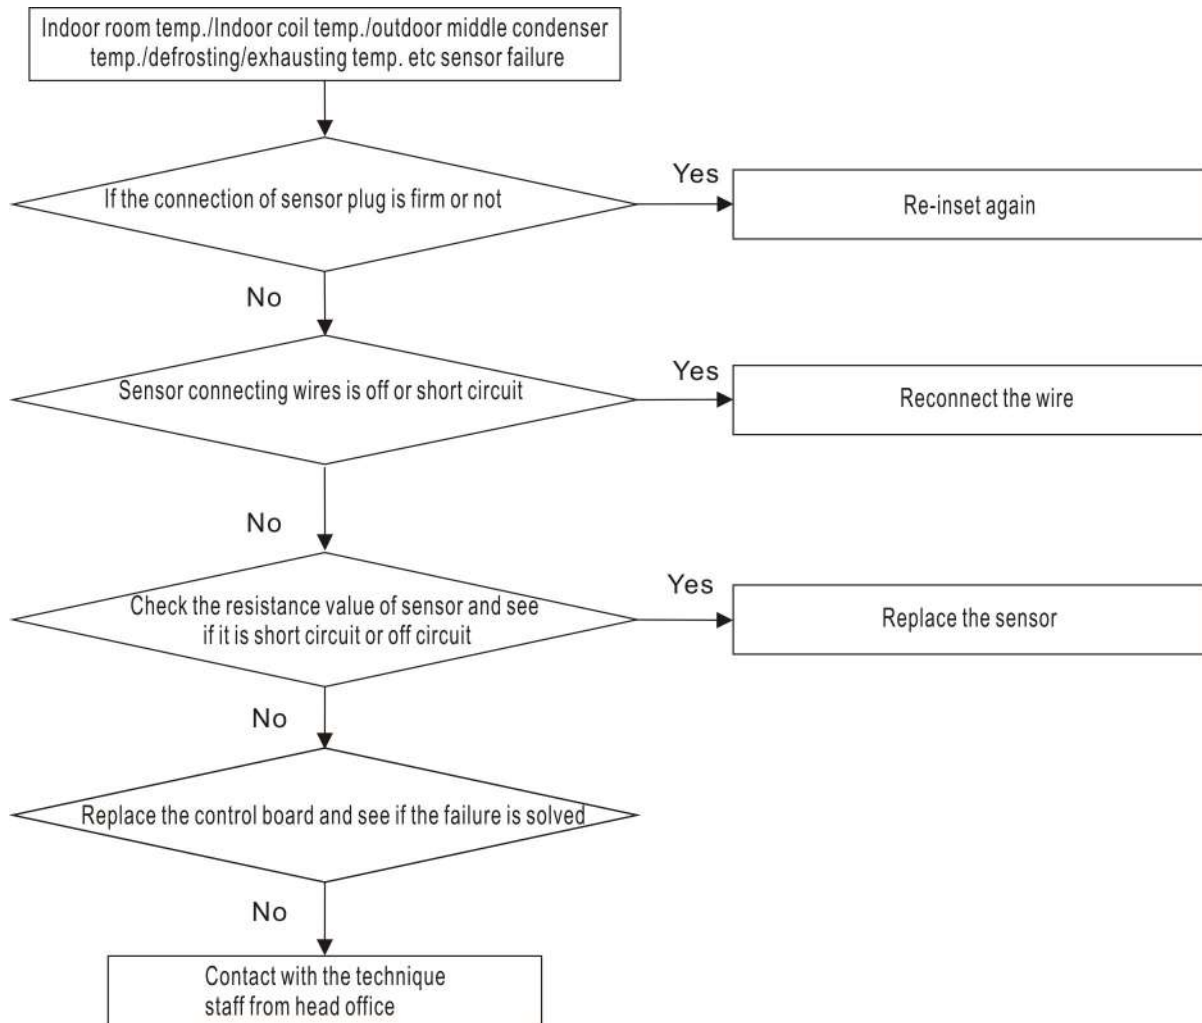 Indoor room temp./Indoor coil temp./outdoor middle condenser
temp./defrosting/exhausting temp. etc sensor failure
If the connection of sensor plug is firm or not
Yes
Re-inset again
No
Sensor connecting wires is off or short circuit
Yes
Reconnect the wire
No
Check the resistance value of sensor and see
if it is short circuit or off circuit
Yes
Replace the sensor
No
Replace the control board and see if the failure is solved
No
Contact with the technique
staff from head office